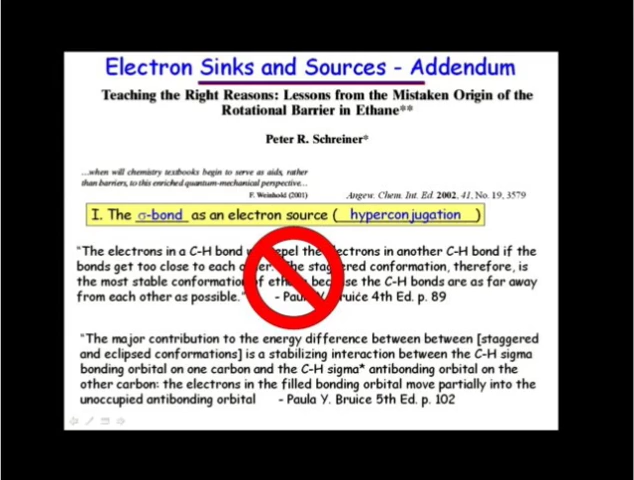 Electron Sinks and Sources - Addendum
Teaching the Right Reasons: Lessons from the Mistaken Origin of the
Rotational Barrier in Ethane**
Peter R. Schreiner*
...when will chemistry textbooks begin to serve as aids, rather
than barriers, to this enriched quantum-mechanical perspective...
F. Weinhold (2001)
Angew. Chem. Int. Ed. 2002, 41, No. 19, 3579
I. The σ-bond as an electron source ( hyperconjugation )
"The electrons in a C-H bond repel the electrons in another C-H bond if the
bonds get too close to each other. The staggered conformation, therefore, is
the most stable conformation of ethane because the C-H bonds are as far away
from each other as possible." - Paula Y. Bruice 4th Ed. p. 89
"The major contribution to the energy difference between between [staggered
and eclipsed conformations] is a stabilizing interaction between the C-H sigma
bonding orbital on one carbon and the C-H sigma* antibonding orbital on the
other carbon: the electrons in the filled bonding orbital move partially into the
unoccupied antibonding orbital - Paula Y. Bruice 5th Ed. p. 102